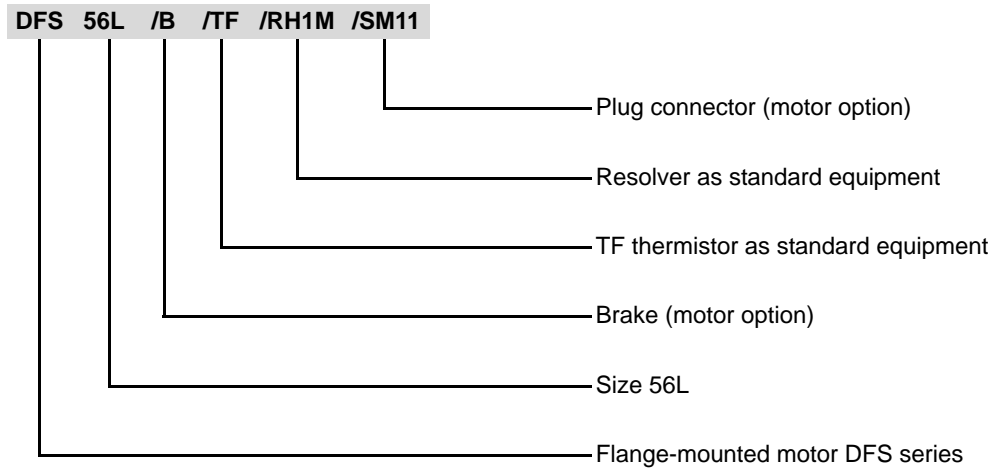 DFS 56L /B /TF /RH1M /SM11
Plug connector (motor option)
Resolver as standard equipment
TF thermistor as standard equipment
Brake (motor option)
Size 56L
Flange-mounted motor DFS series